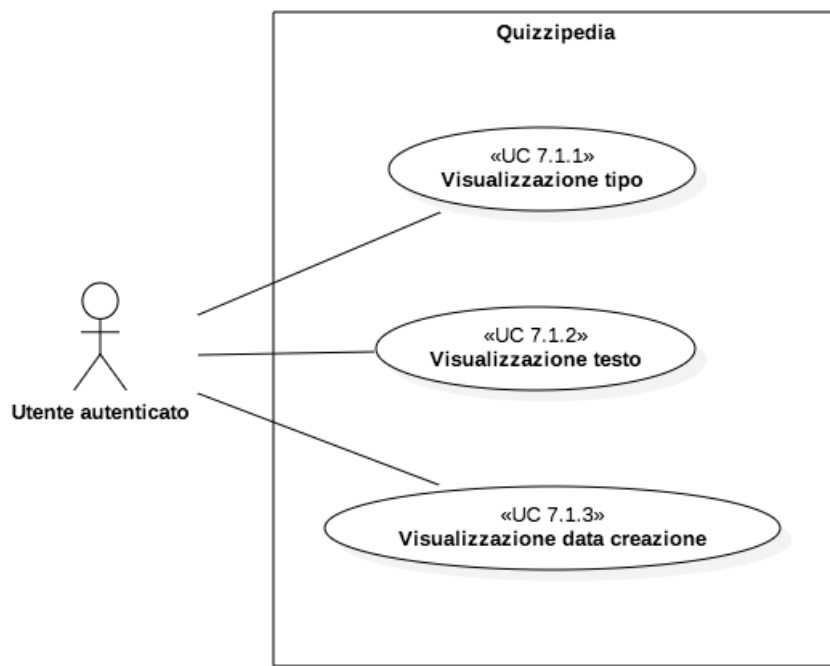 Quizzipedia
«UC 7.1.1»
Visualizzazione tipo
«UC 7.1.2»
Visualizzazione testo
Utente autenticato
«UC 7.1.3»
Visualizzazione data creazione